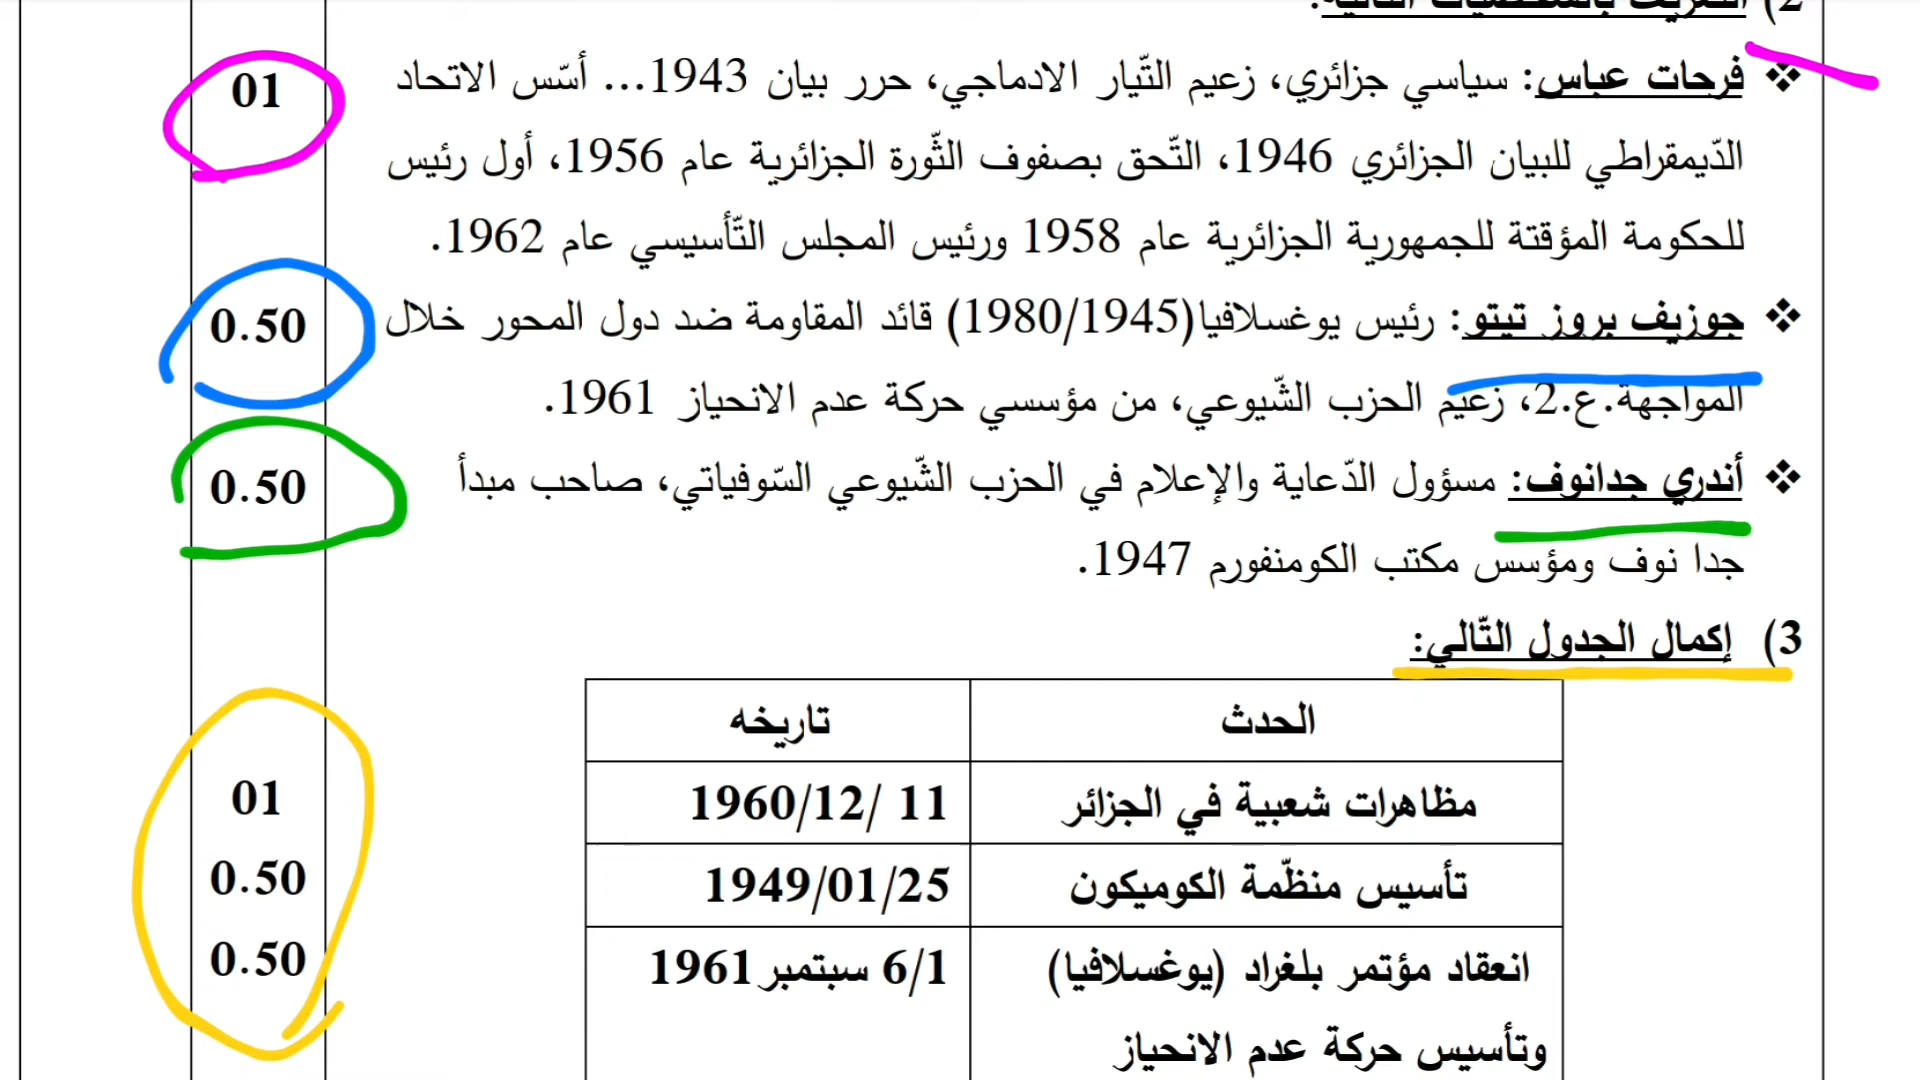 2) التعريف بالشخصيات التالية:
❖ فرحات عباس: سياسي جزائري، زعيم التّيار الادماجي، حرر بيان 1943... أسّس الاتحاد
01
الدّيمقراطي للبيان الجزائري 1946، التّحق بصفوف الثّورة الجزائرية عام 1956، أول رئيس
للحكومة المؤقتة للجمهورية الجزائرية عام 1958 ورئيس المجلس التّأسيسي عام 1962.
❖ جوزيف بروز تيتو: رئيس يوغسلافيا(1980/1945) قائد المقاومة ضد دول المحور خلال
0.50
المواجهة.ع.2، زعيم الحزب الشّيوعي، من مؤسسي حركة عدم الانحياز 1961.
❖ أندري جدانوف: مسؤول الدّعاية والإعلام في الحزب الشّيوعي السّوفياتي، صاحب مبدأ
0.50
جدا نوف ومؤسس مكتب الكومنفورم 1947.
3) إكمال الجدول التّالي:
الحدث تاريخه
مظاهرات شعبية في الجزائر 11 /1960/12
01
تأسيس منظّمة الكوميكون 1949/01/25
0.50
انعقاد مؤتمر بلغراد (يوغسلافيا) 6/1 سبتمبر1961
0.50
وتأسيس حركة عدم الانحياز